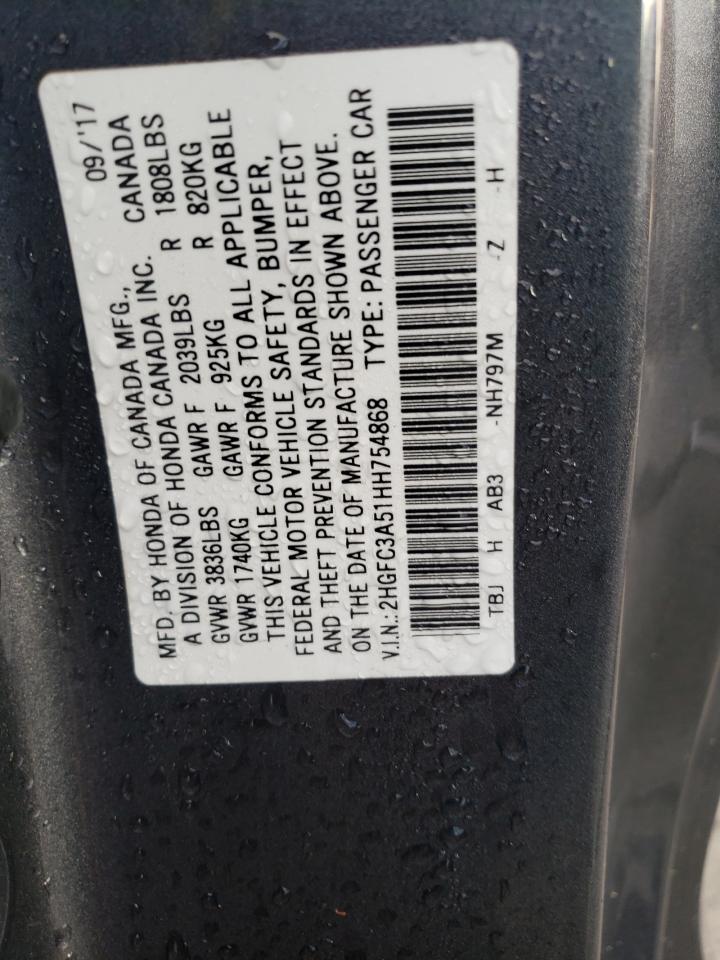 09/'17
MFD. BY HONDA OF CANADA MFG., CANADA
A DIVISION OF HONDA CANADA INC.
GVWR 3836LBS GAWR F 2039LBS R 1808LBS
GVWR 1740KG GAWR F 925KG R 820KG
THIS VEHICLE CONFORMS TO ALL APPLICABLE
FEDERAL MOTOR VEHICLE SAFETY, BUMPER,
AND THEFT PREVENTION STANDARDS IN EFFECT
ON THE DATE OF MANUFACTURE SHOWN ABOVE.
V.I.N.: 2HGFC3A51HH754868 TYPE: PASSENGER CAR
TBJ H AB3 -NH797M -Z -H